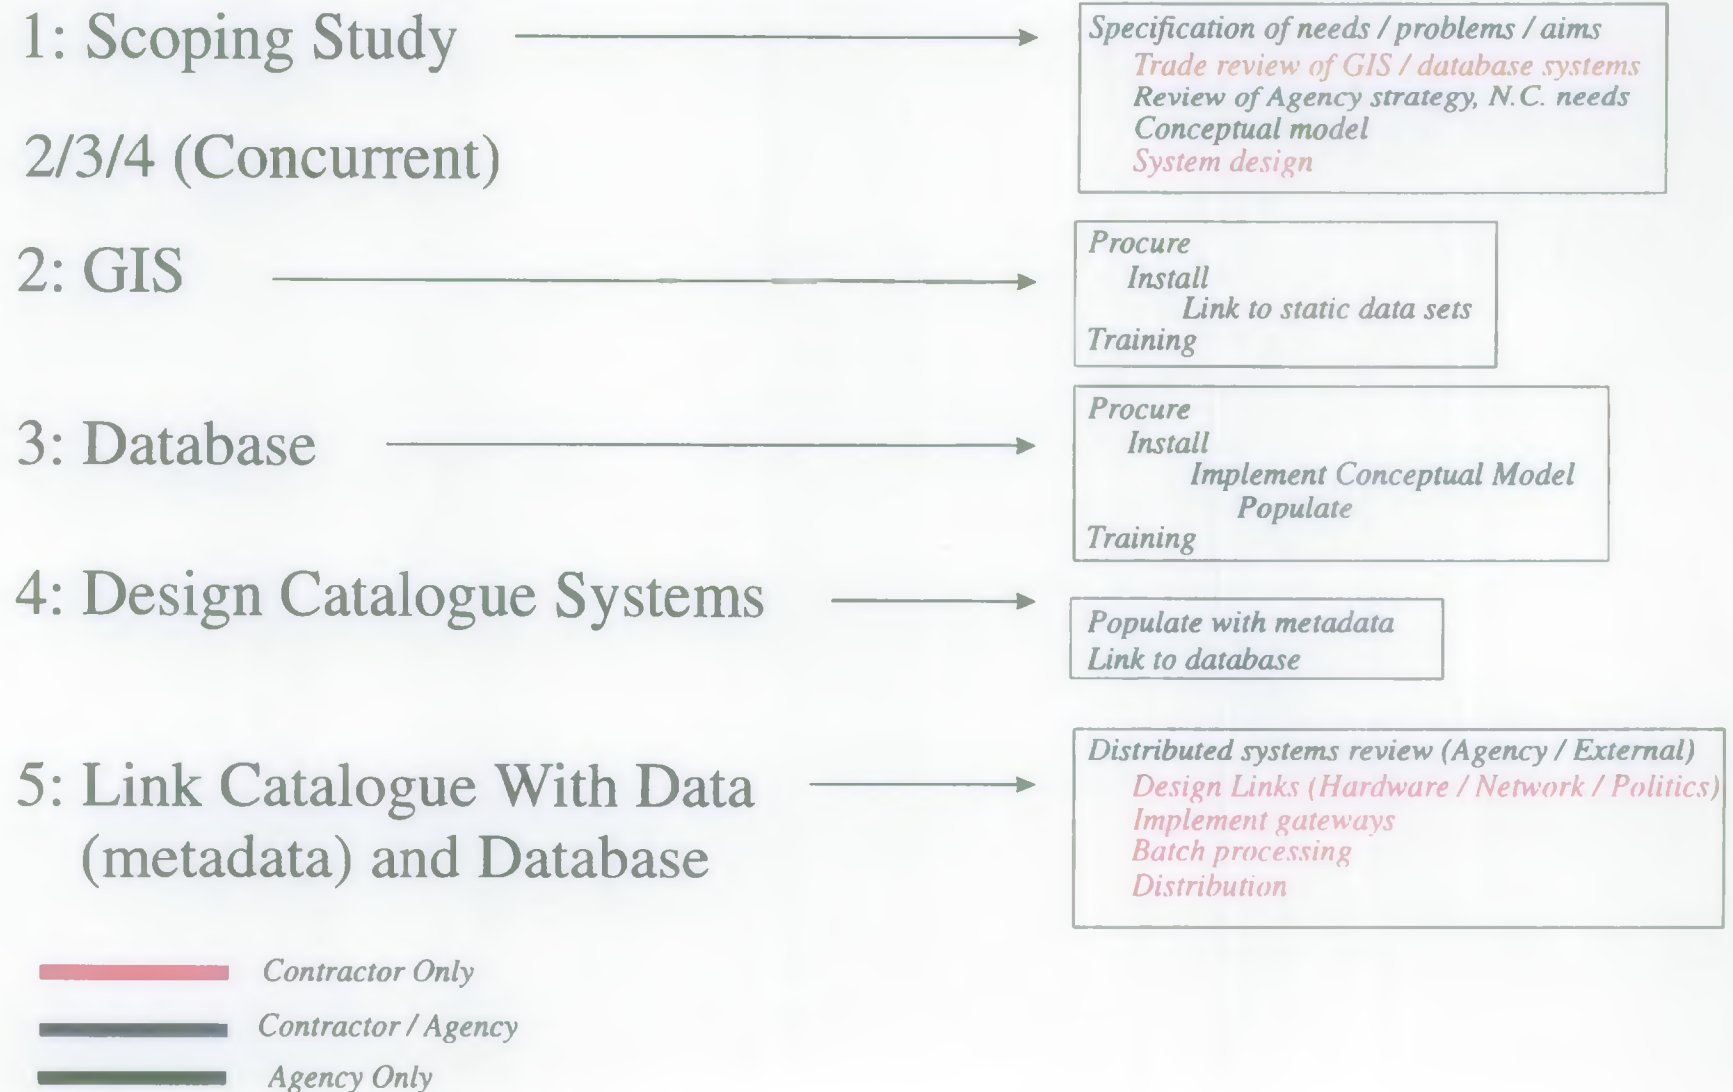 1: Scoping Study
Specification of needs / problems / aims
Trade review of GIS / database systems
Review of Agency strategy, N.C. needs
Conceptual model
System design
2/3/4 (Concurrent)
2: GIS
Procure
Install
Link to static data sets
Training
3: Database
Procure
Install
Implement Conceptual Model
Populate
Training
4: Design Catalogue Systems
Populate with metadata
Link to database
5: Link Catalogue With Data
(metadata) and Database
Distributed systems review (Agency / External)
Design Links (Hardware / Network / Politics)
Implement gateways
Batch processing
Distribution
Contractor Only
Contractor / Agency
Agency Only